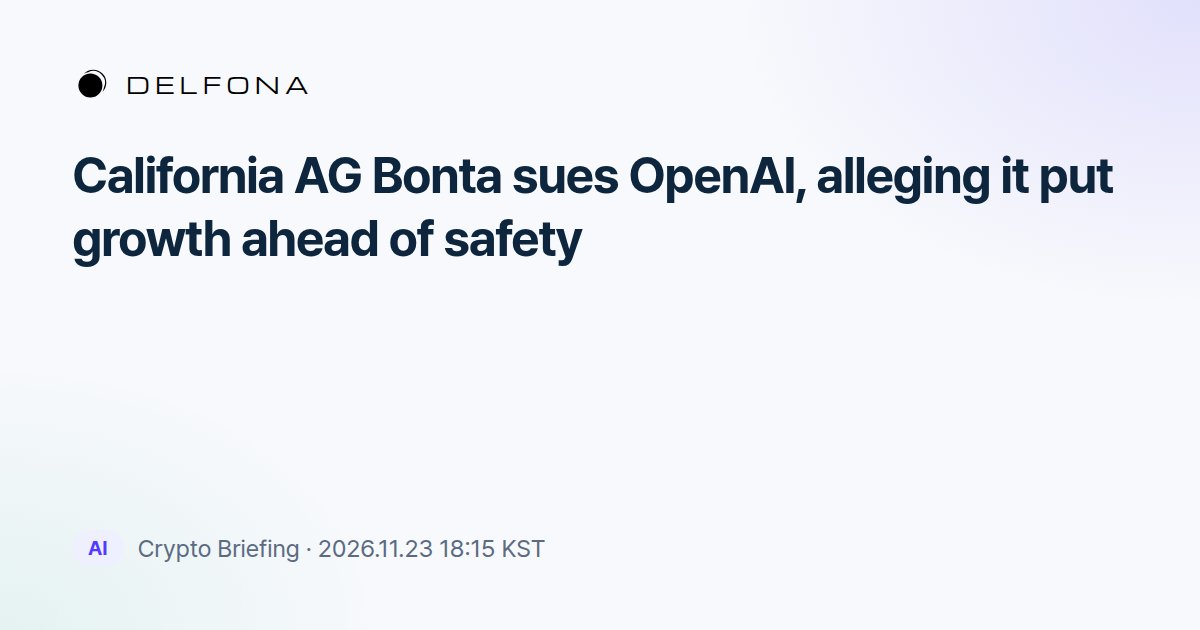 DELFONA
California AG Bonta sues OpenAI, alleging it put
growth ahead of safety
AI Crypto Briefing · 2026.11.23 18:15 KST